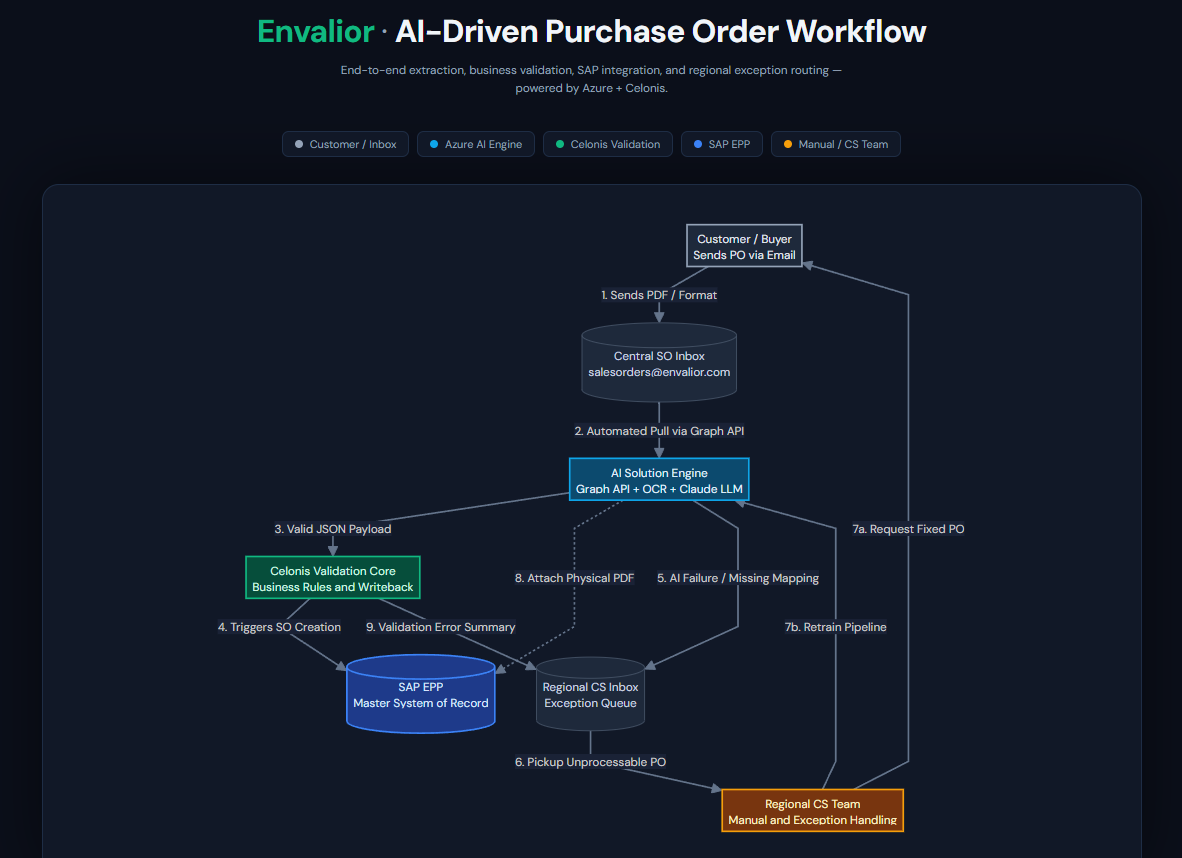 Envalior · AI-Driven Purchase Order Workflow
End-to-end extraction, business validation, SAP integration, and regional exception routing —
powered by Azure + Celonis.
Customer / Inbox
Azure AI Engine
Celonis Validation
SAP EPP
Manual / CS Team
Customer / Buyer
Sends PO via Email
1. Sends PDF / Format
Central SO Inbox
salesorders@envalior.com
2. Automated Pull via Graph API
AI Solution Engine
Graph API + OCR + Claude LLM
3. Valid JSON Payload
7a. Request Fixed PO
Celonis Validation Core
Business Rules and Writeback
8. Attach Physical PDF
5. AI Failure / Missing Mapping
4. Triggers SO Creation
9. Validation Error Summary
7b. Retrain Pipeline
SAP EPP
Master System of Record
Regional CS Inbox
Exception Queue
6. Pickup Unprocessable PO
Regional CS Team
Manual and Exception Handling